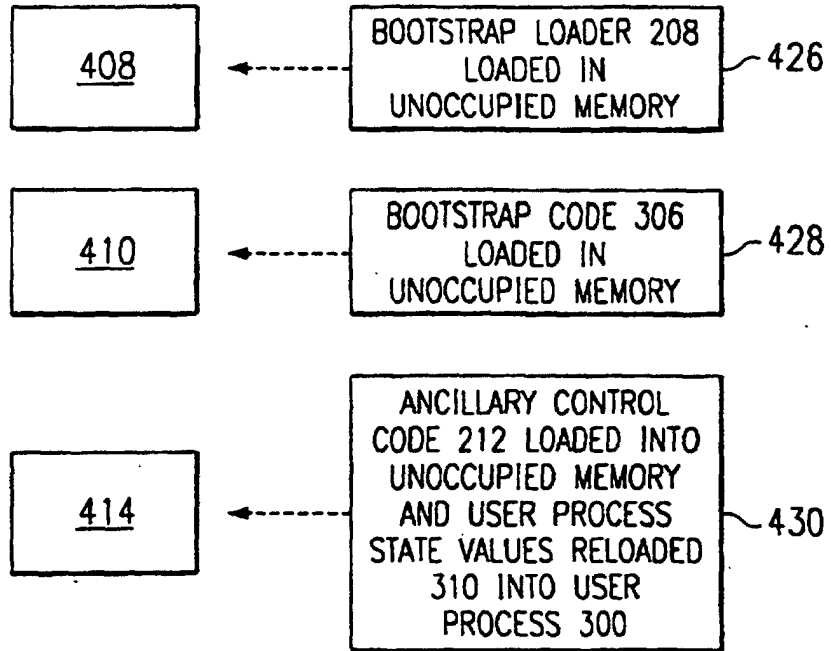 408
BOOTSTRAP LOADER 208
LOADED IN
UNOCCUPIED MEMORY
426
410
BOOTSTRAP CODE 306
LOADED IN
UNOCCUPIED MEMORY
428
414
ANCILLARY CONTROL
CODE 212 LOADED INTO
UNOCCUPIED MEMORY
AND USER PROCESS
STATE VALUES RELOADED
310 INTO USER
PROCESS 300
430